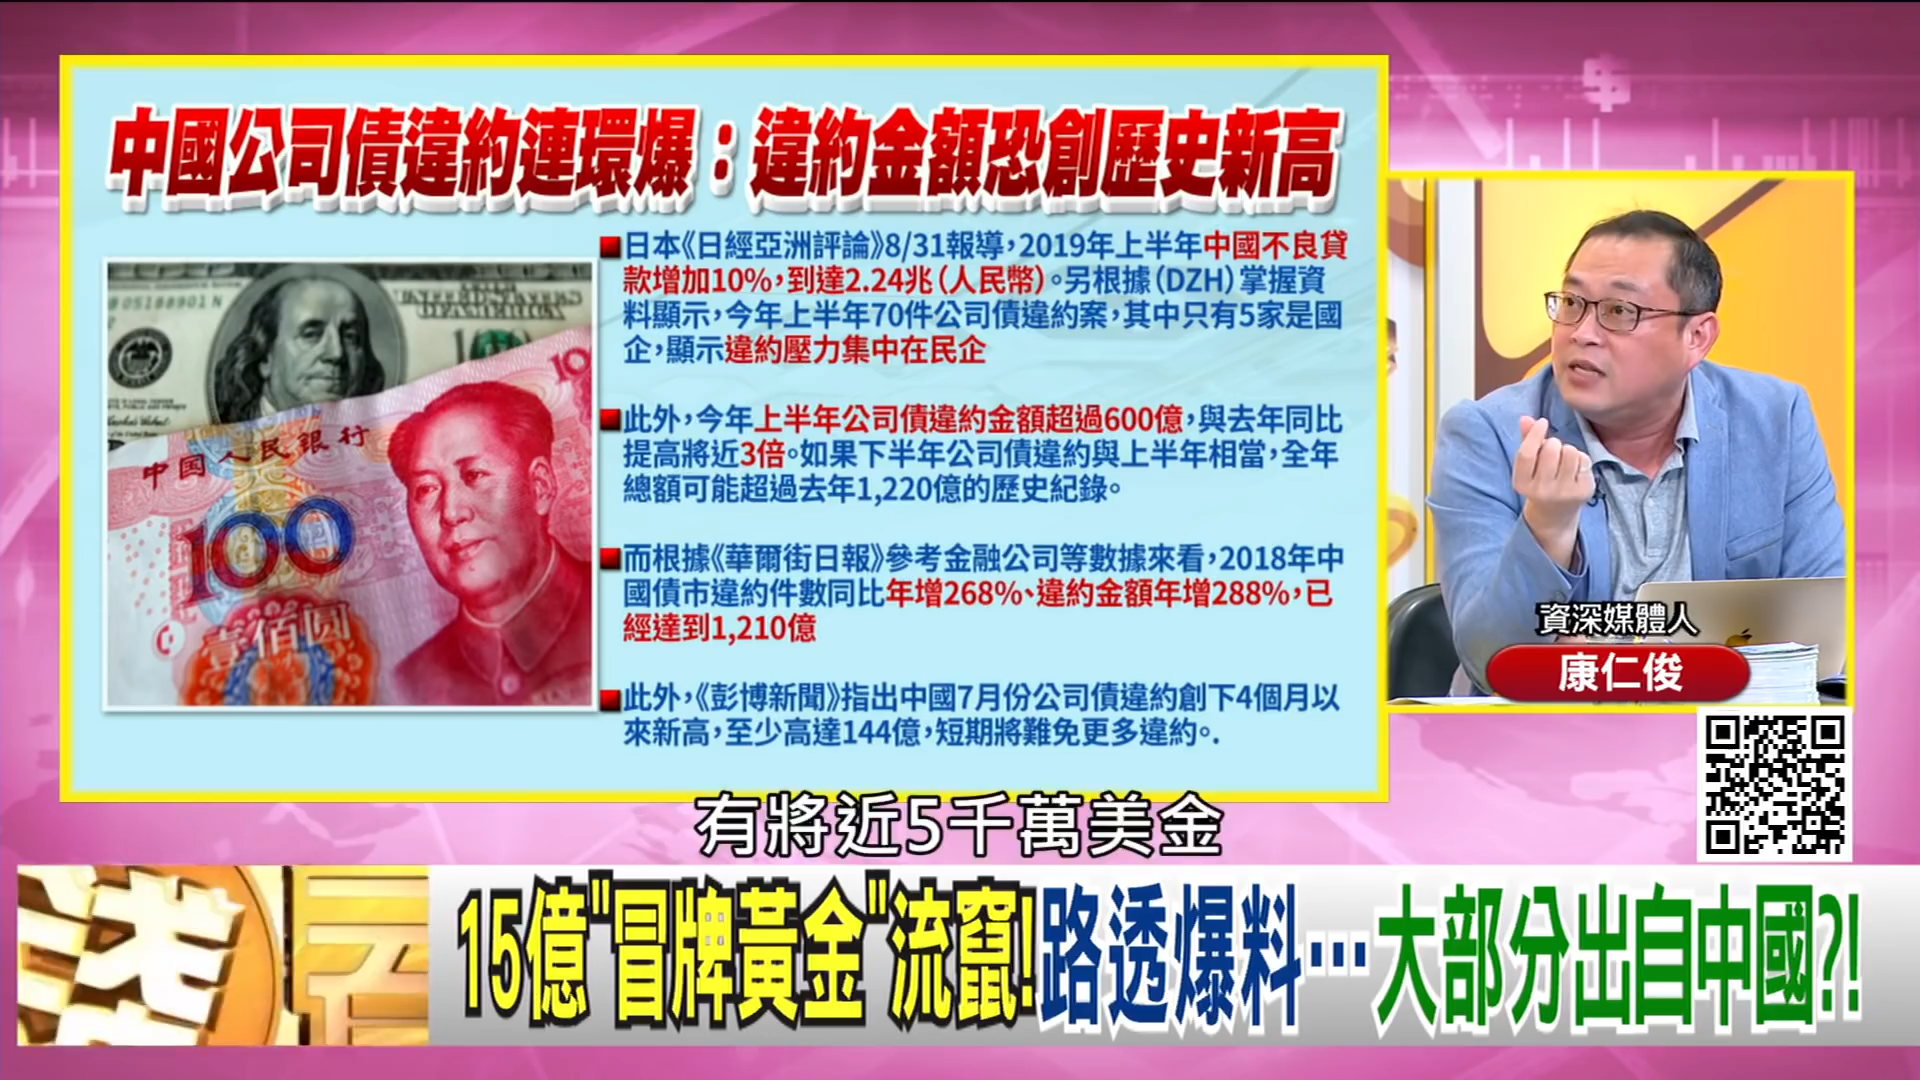 中國公司債違約連環爆：違約金額恐創歷史新高
05188901 N
100
100
中国人民银行
100
壹佰圆
■日本《日經亞洲評論》8/31報導，2019年上半年中國不良貸
款增加10%，到達2.24兆（人民幣）。另根據（DZH）掌握資
料顯示，今年上半年70件公司債違約案，其中只有5家是國
企，顯示違約壓力集中在民企
■此外，今年上半年公司債違約金額超過600億，與去年同比
提高將近3倍。如果下半年公司債違約與上半年相當，全年
總額可能超過去年1,220億的歷史紀錄。
■而根據《華爾街日報》參考金融公司等數據來看，2018年中
國債市違約件數同比年增268%、違約金額年增288%，已
經達到1,210億
■此外，《彭博新聞》指出中國7月份公司債違約創下4個月以
來新高，至少高達144億，短期將難免更多違約。.
資深媒體人
康仁俊
有將近5千萬美金
15億"冒牌黃金"流竄!路透爆料…大部分出自中國?!